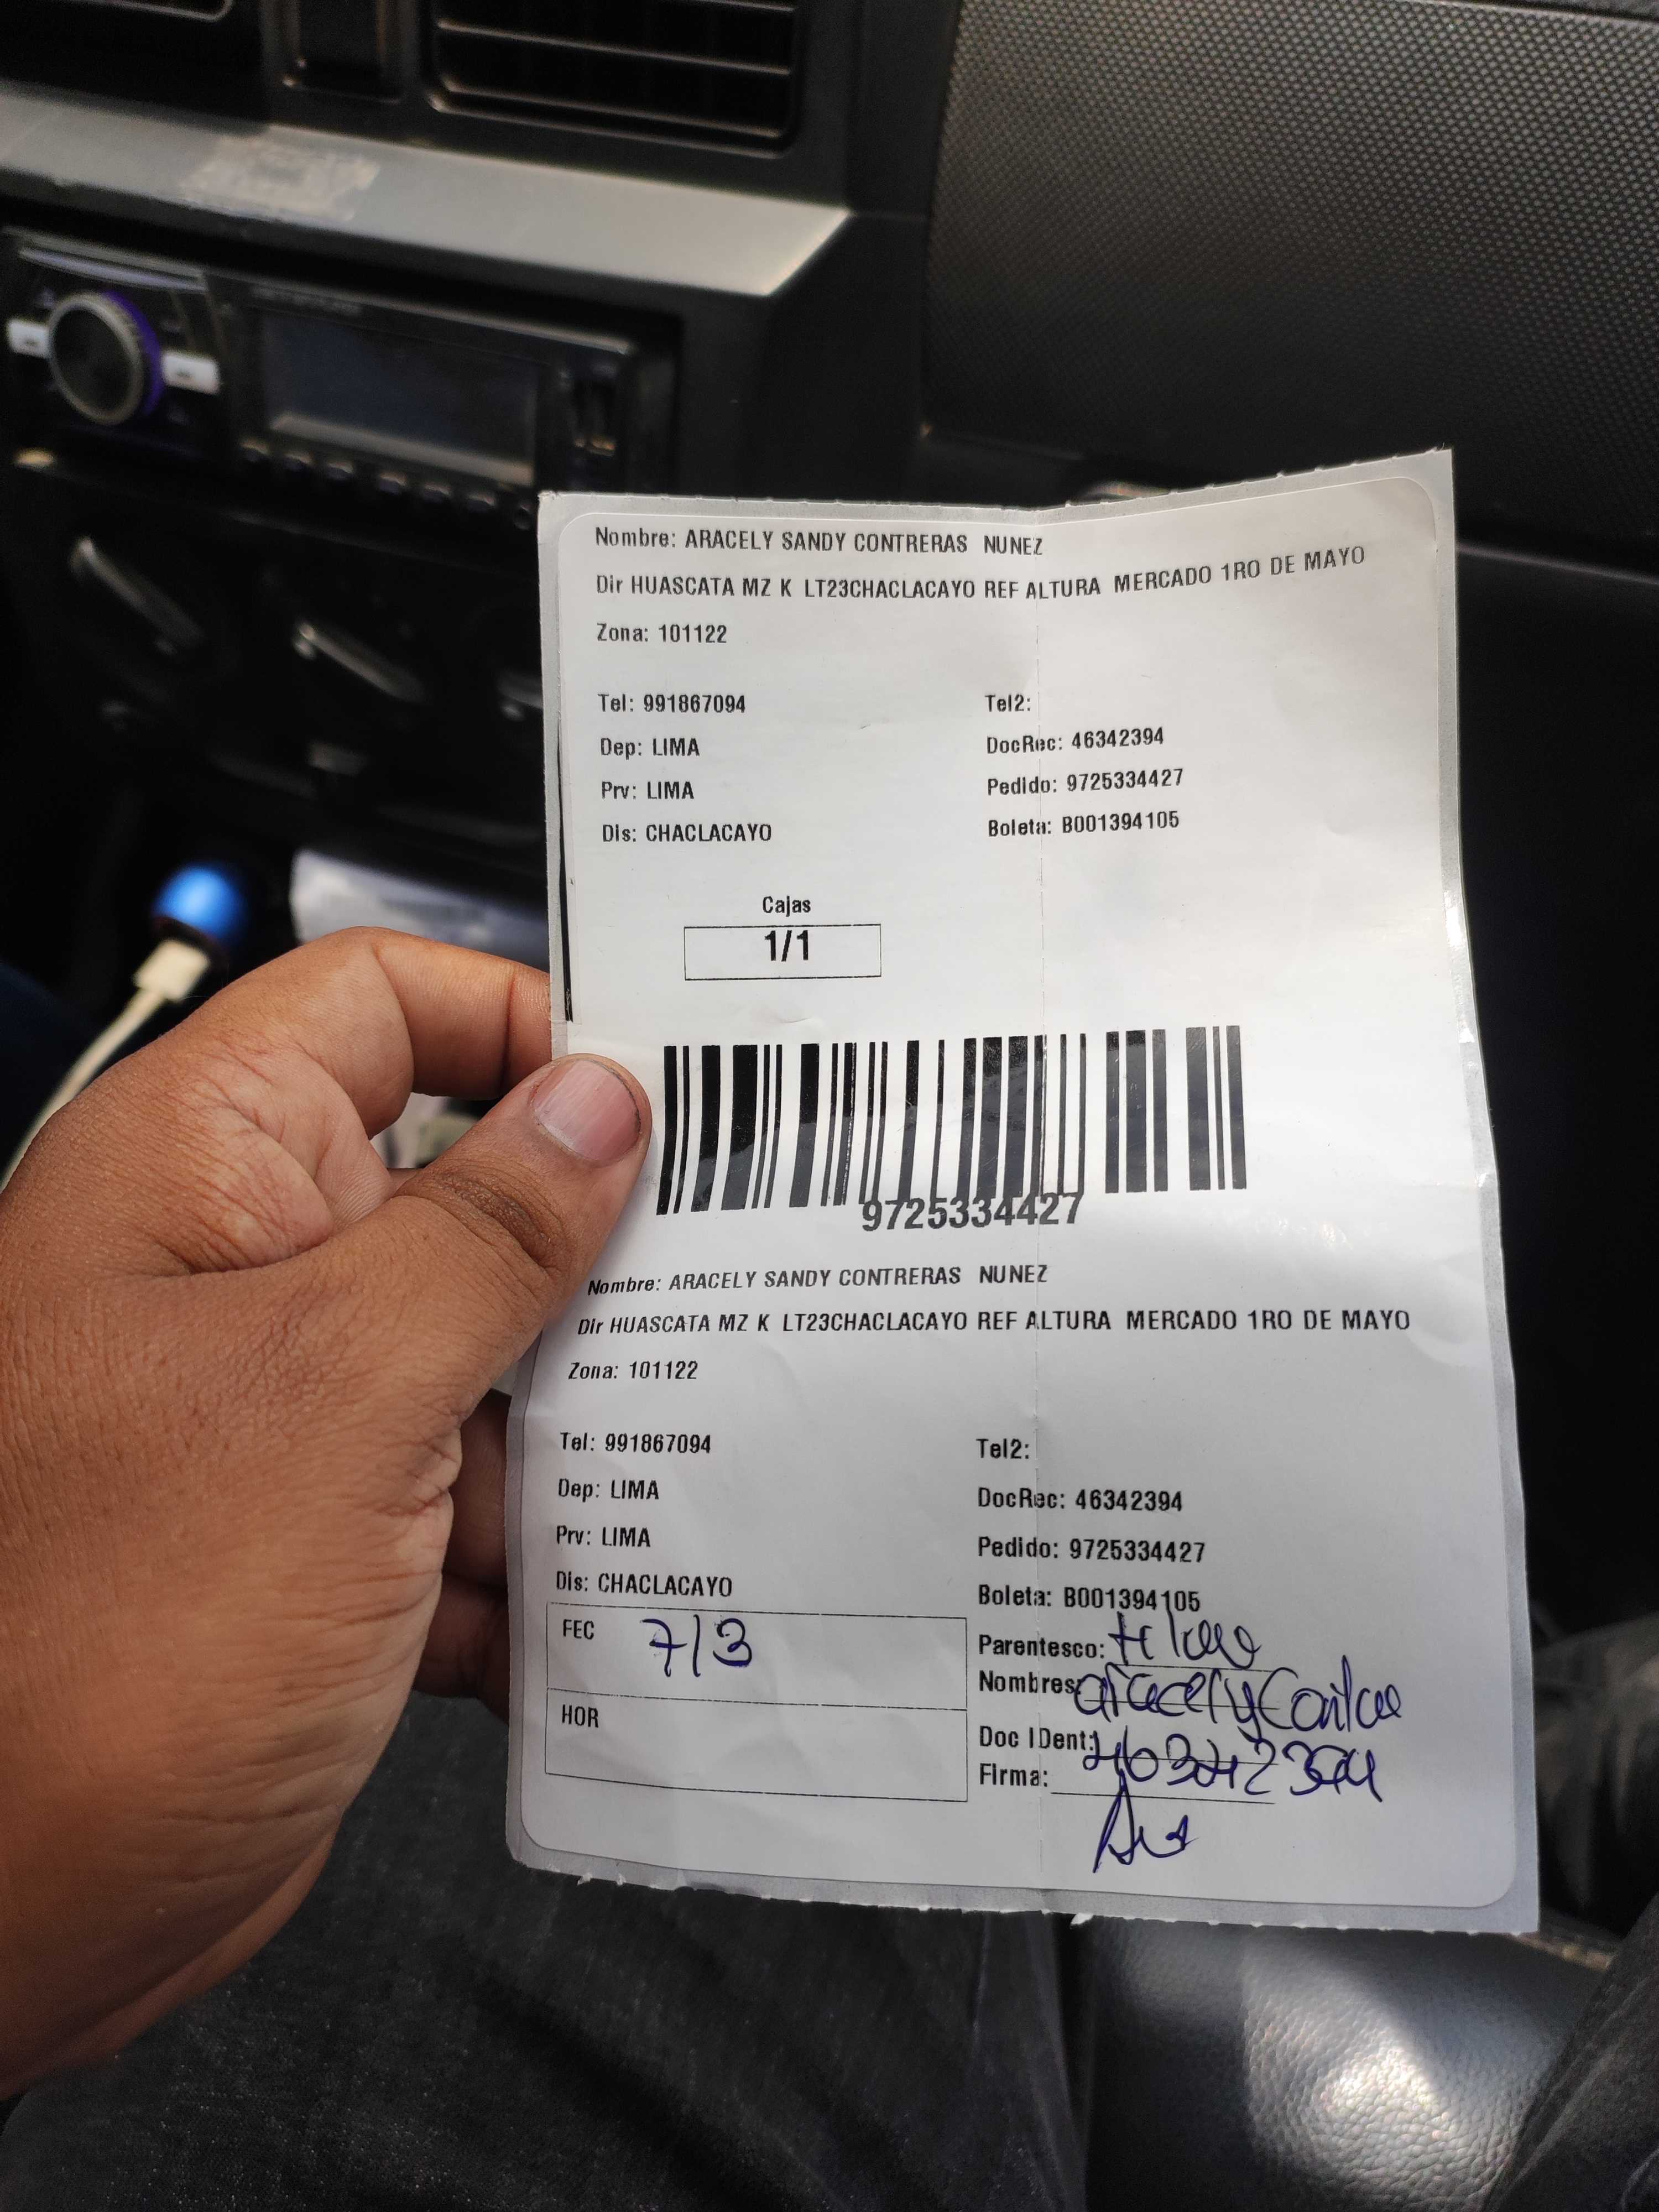 Nombre: ARACELY SANDY CONTRERAS NUNEZ
Dir HUASCATA MZ K LT23CHACLACAYO REF ALTURA MERCADO 1RO DE MAYO
Zona: 101122
Tel: 991867094 Tel2:
Dep: LIMA DocRec: 46342394
Prv: LIMA Pedido: 9725334427
Dis: CHACLACAYO Boleta: B001394105
Cajas
1/1
9725334427
Nombre: ARACELY SANDY CONTRERAS NUNEZ
Dir HUASCATA MZ K LT23CHACLACAYO REF ALTURA MERCADO 1RO DE MAYO
Zona: 101122
Tel: 991867094 Tel2:
Dep: LIMA DocRec: 46342394
Prv: LIMA Pedido: 9725334427
Dis: CHACLACAYO Boleta: B001394105
FEC 7/3 Parentesco:
Nombres: aracely
HOR Doc IDent: 46342394
Firma: